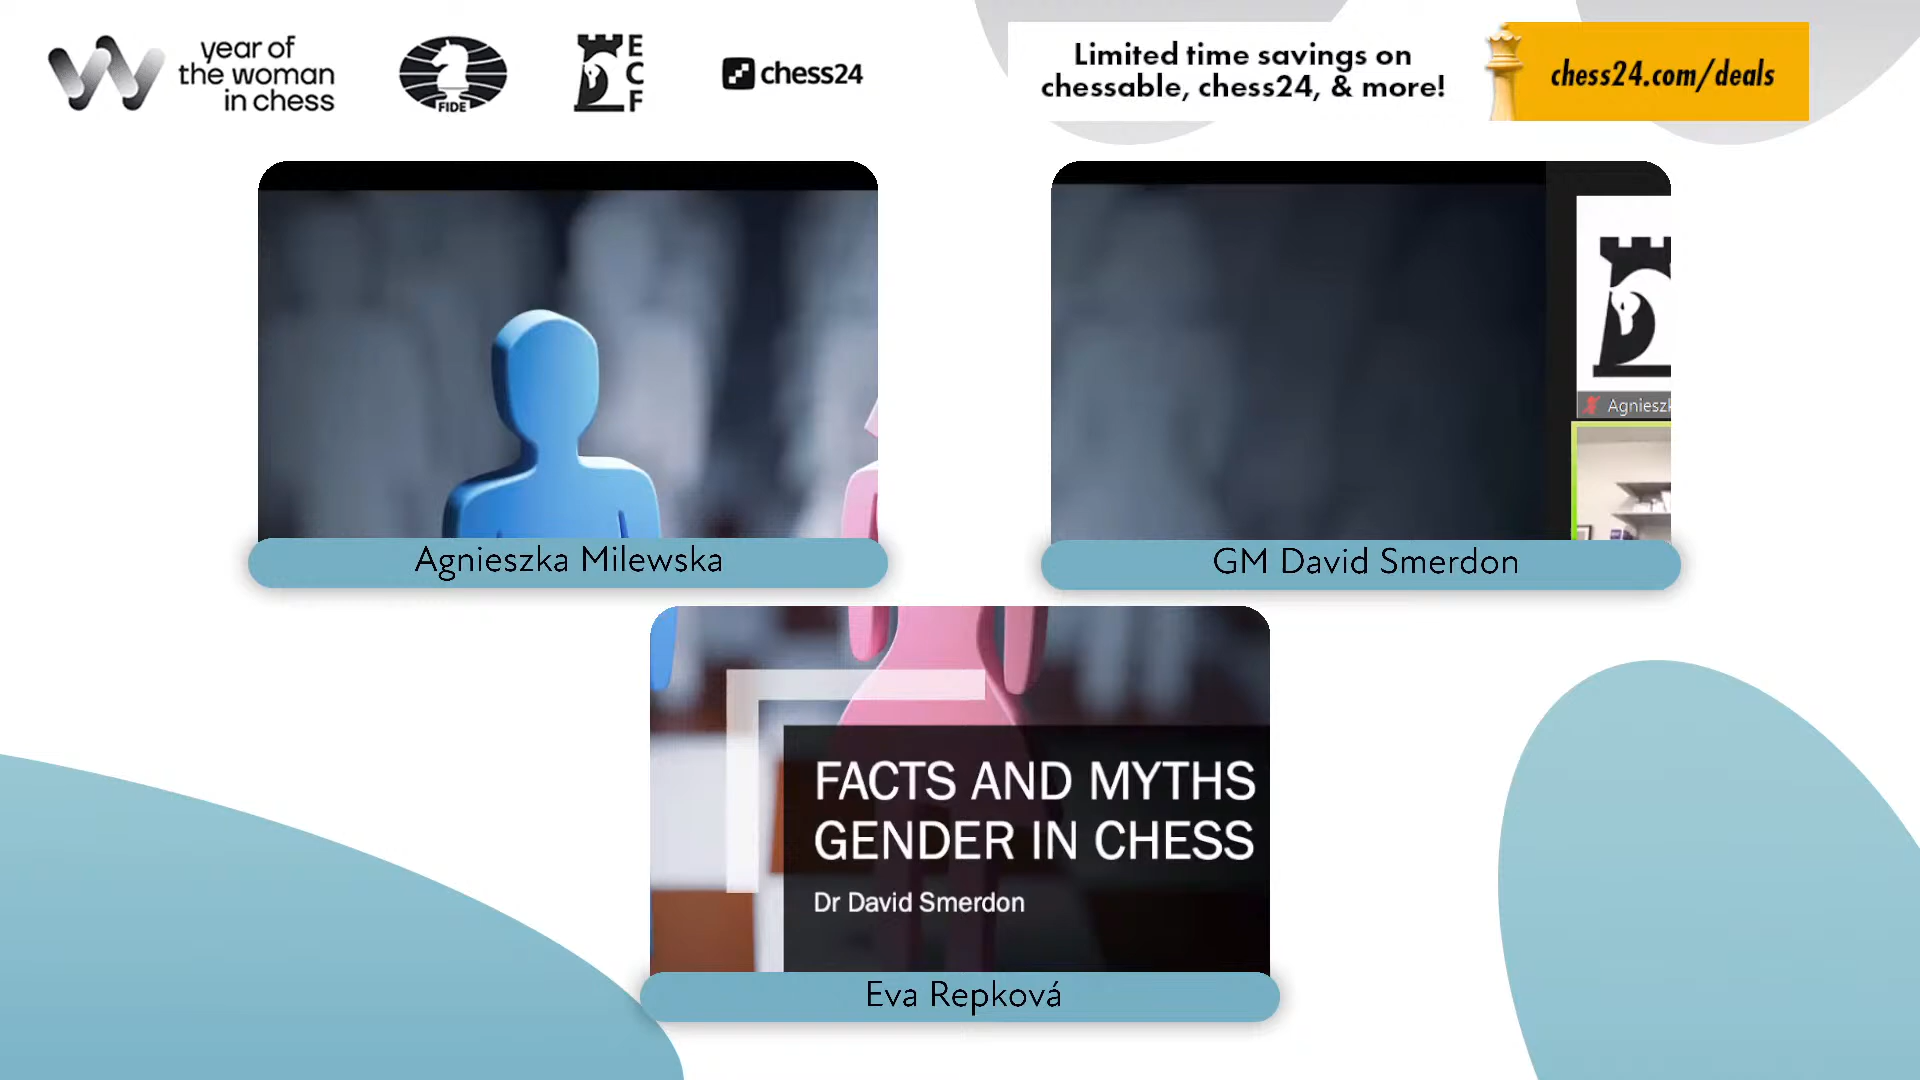 year of
the woman
in chess
FIDE
E
C
F
chess24
Limited time savings on
chessable, chess24, & more!
chess24.com/deals
Agniesz
Agnieszka Milewska
GM David Smerdon
FACTS AND MYTHS
GENDER IN CHESS
Dr David Smerdon
Eva Repková